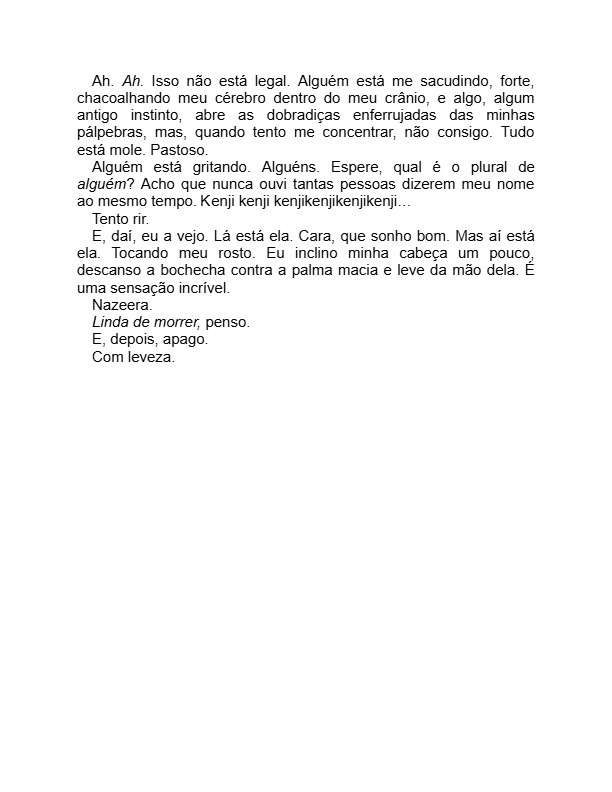 Ah. Ah. Isso não está legal. Alguém está me sacudindo, forte,
chacoalhando meu cérebro dentro do meu crânio, e algo, algum
antigo instinto, abre as dobradiças enferrujadas das minhas
pálpebras, mas, quando tento me concentrar, não consigo. Tudo
está mole. Pastoso.
Alguém está gritando. Alguéns. Espere, qual é o plural de
alguém? Acho que nunca ouvi tantas pessoas dizerem meu nome
ao mesmo tempo. Kenji kenji kenjikenjikenjikenji…
Tento rir.
E, daí, eu a vejo. Lá está ela. Cara, que sonho bom. Mas aí está
ela. Tocando meu rosto. Eu inclino minha cabeça um pouco,
descanso a bochecha contra a palma macia e leve da mão dela. É
uma sensação incrível.
Nazeera.
Linda de morrer, penso.
E, depois, apago.
Com leveza.